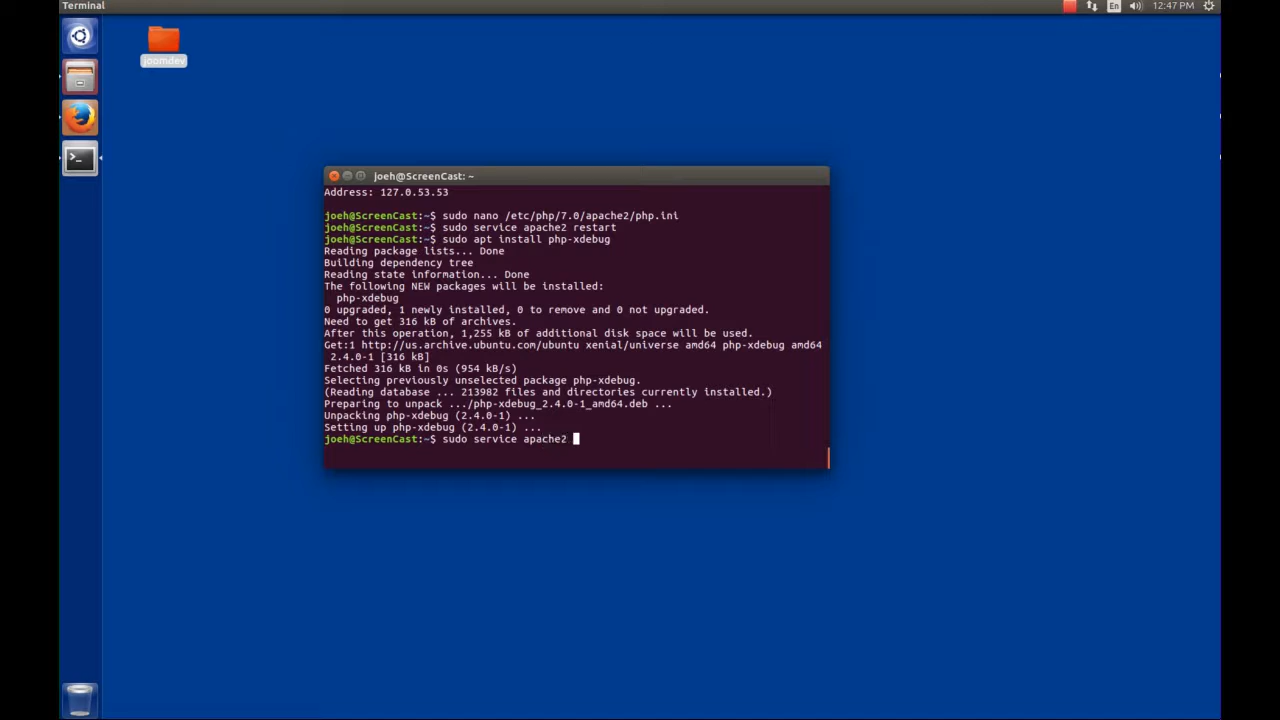 Terminal
En
12:47 PM
joomdev
joeh@ScreenCast: ~
Address: 127.0.53.53
joeh@ScreenCast:~$ sudo nano /etc/php/7.0/apache2/php.ini
joeh@ScreenCast:~$ sudo service apache2 restart
joeh@ScreenCast:~$ sudo apt install php-xdebug
Reading package lists... Done
Building dependency tree
Reading state information... Done
The following NEW packages will be installed:
php-xdebug
0 upgraded, 1 newly installed, 0 to remove and 0 not upgraded.
Need to get 316 kB of archives.
After this operation, 1,255 kB of additional disk space will be used.
Get:1 http://us.archive.ubuntu.com/ubuntu xenial/universe amd64 php-xdebug amd64
2.4.0-1 [316 kB]
Fetched 316 kB in 0s (954 kB/s)
Selecting previously unselected package php-xdebug.
(Reading database ... 213982 files and directories currently installed.)
Preparing to unpack .../php-xdebug_2.4.0-1_amd64.deb ...
Unpacking php-xdebug (2.4.0-1) ...
Setting up php-xdebug (2.4.0-1) ...
joeh@ScreenCast:~$ sudo service apache2